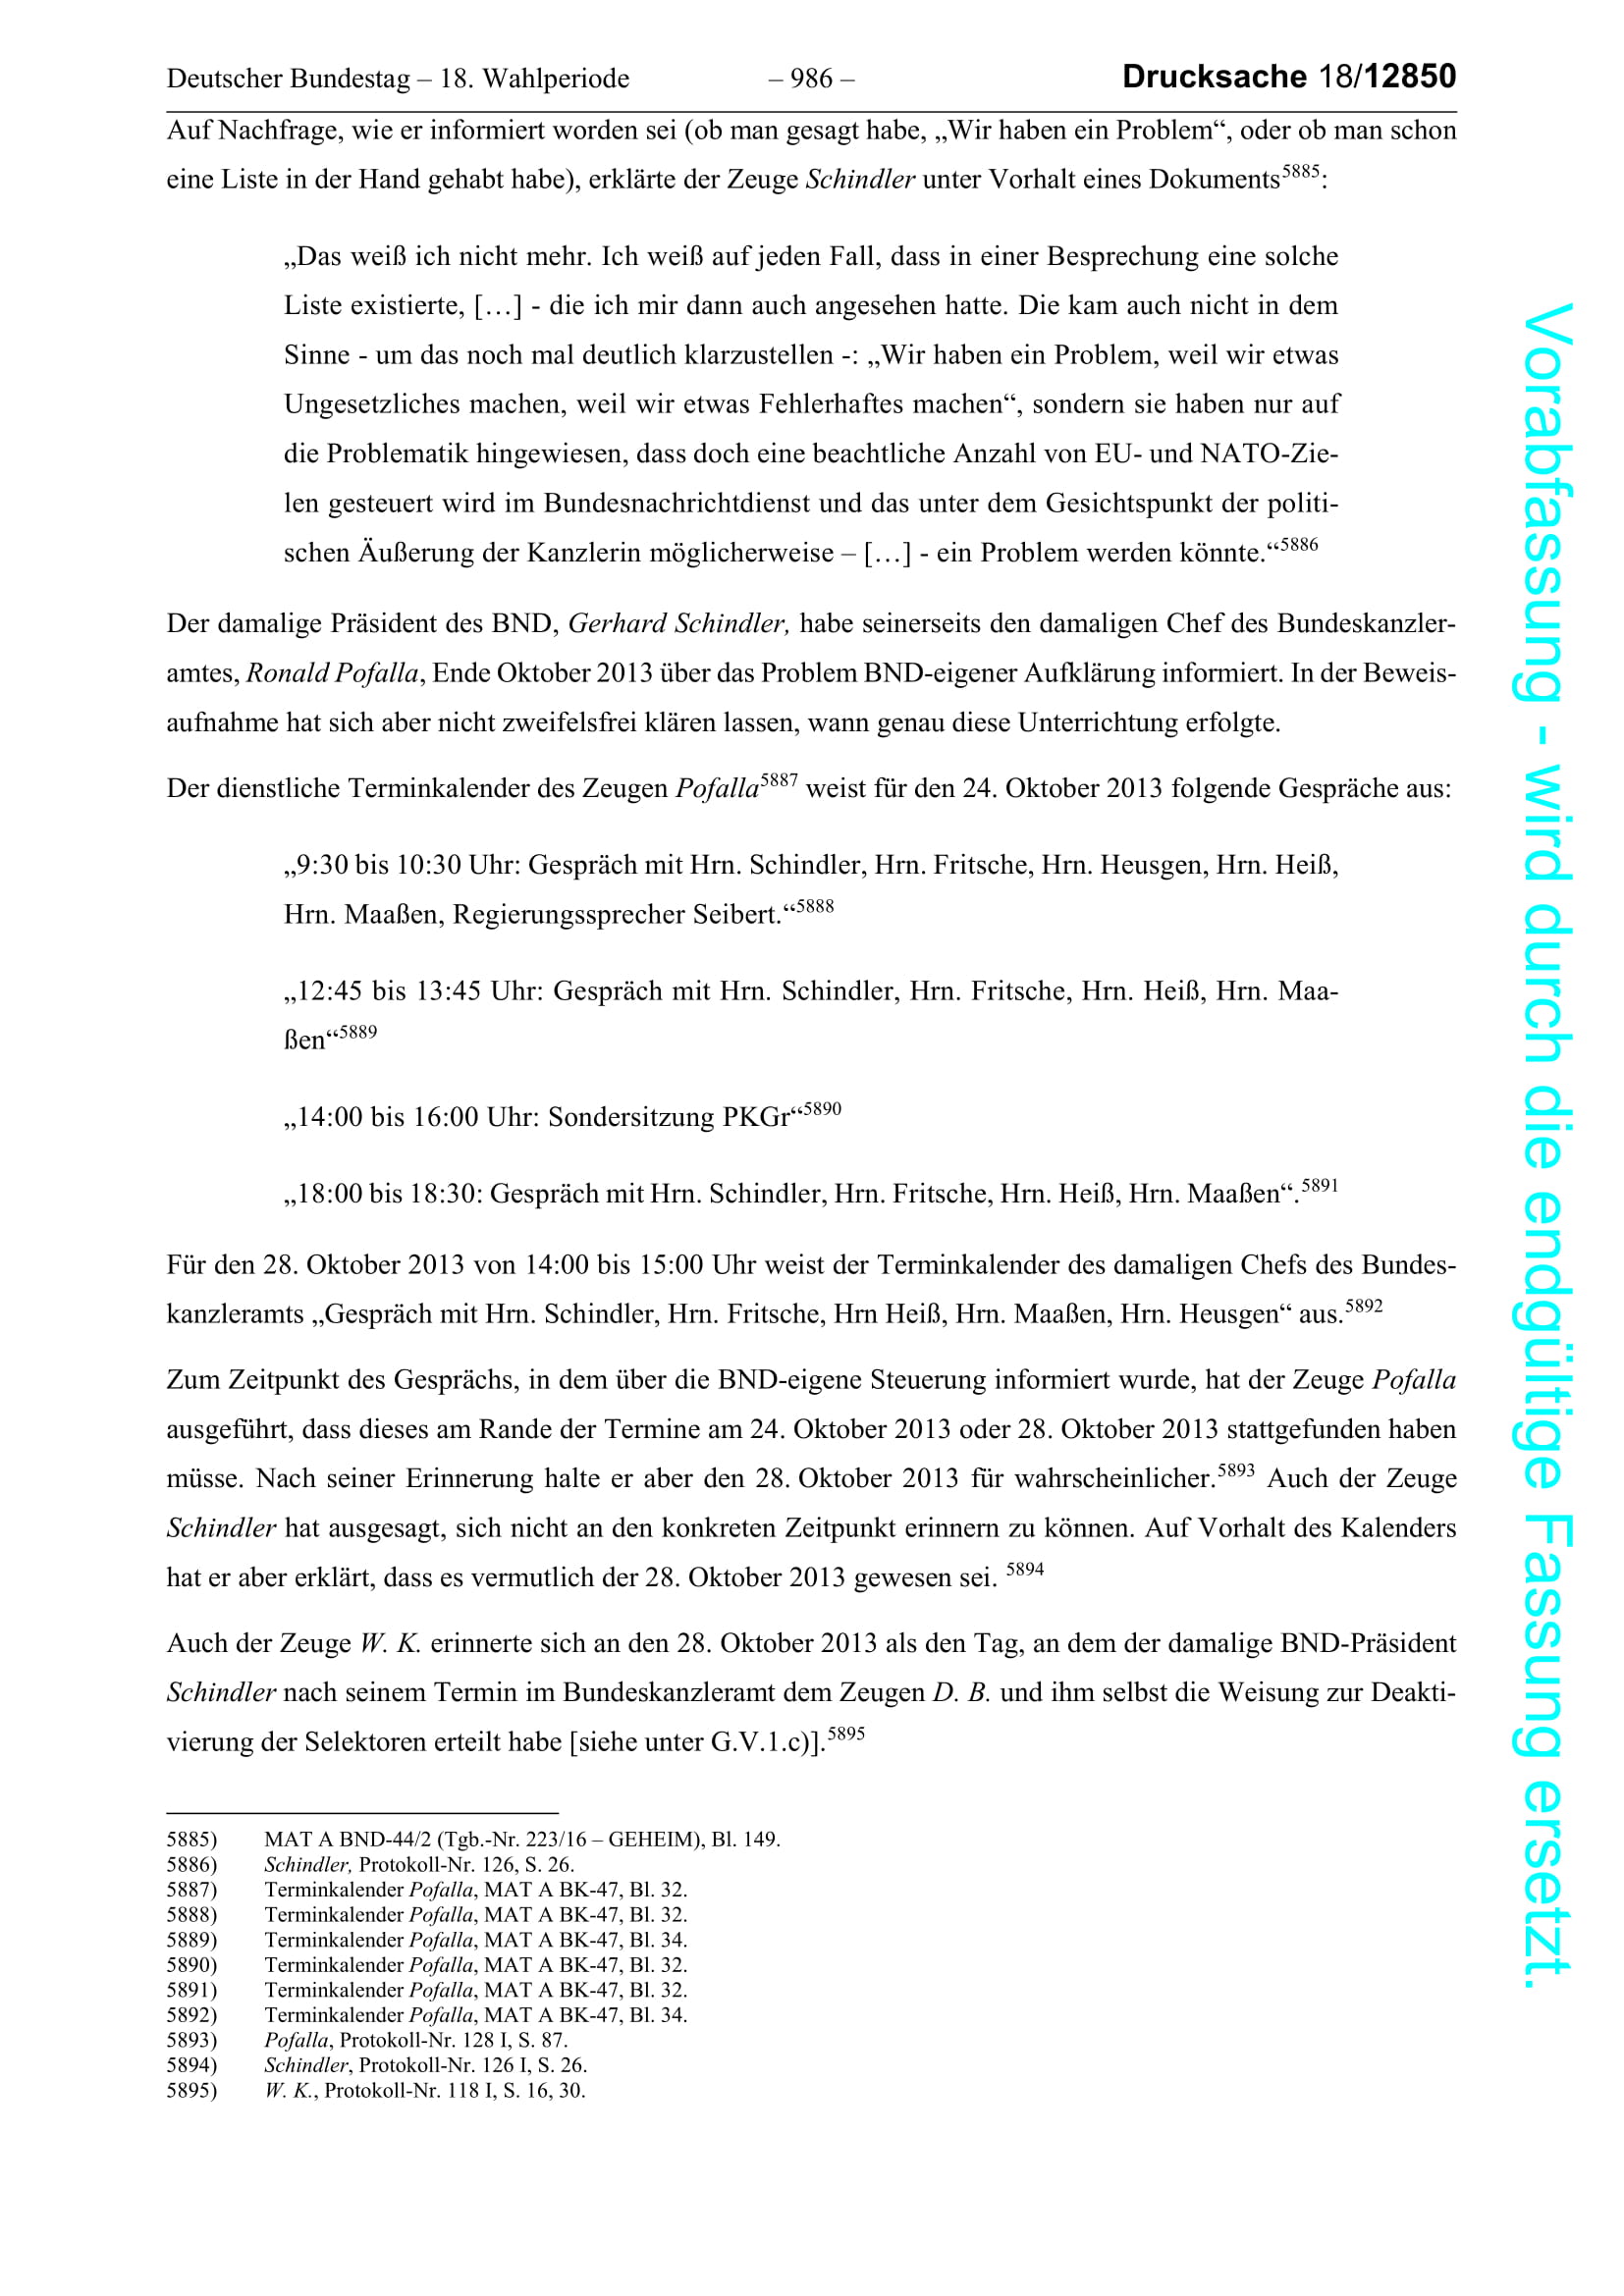 Deutscher Bundestag – 18. Wahlperiode – 986 – Drucksache 18/12850
Auf Nachfrage, wie er informiert worden sei (ob man gesagt habe, „Wir haben ein Problem“, oder ob man schon
eine Liste in der Hand gehabt habe), erklärte der Zeuge Schindler unter Vorhalt eines Dokuments5885:
„Das weiß ich nicht mehr. Ich weiß auf jeden Fall, dass in einer Besprechung eine solche
Liste existierte, […] - die ich mir dann auch angesehen hatte. Die kam auch nicht in dem
Sinne - um das noch mal deutlich klarzustellen -: „Wir haben ein Problem, weil wir etwas
Ungesetzliches machen, weil wir etwas Fehlerhaftes machen“, sondern sie haben nur auf
die Problematik hingewiesen, dass doch eine beachtliche Anzahl von EU- und NATO-Zie-
len gesteuert wird im Bundesnachrichtdienst und das unter dem Gesichtspunkt der politi-
schen Äußerung der Kanzlerin möglicherweise – […] - ein Problem werden könnte.“5886
Der damalige Präsident des BND, Gerhard Schindler, habe seinerseits den damaligen Chef des Bundeskanzler-
amtes, Ronald Pofalla, Ende Oktober 2013 über das Problem BND-eigener Aufklärung informiert. In der Beweis-
aufnahme hat sich aber nicht zweifelsfrei klären lassen, wann genau diese Unterrichtung erfolgte.
Der dienstliche Terminkalender des Zeugen Pofalla5887 weist für den 24. Oktober 2013 folgende Gespräche aus:
„9:30 bis 10:30 Uhr: Gespräch mit Hrn. Schindler, Hrn. Fritsche, Hrn. Heusgen, Hrn. Heiß,
Hrn. Maaßen, Regierungssprecher Seibert.“5888
„12:45 bis 13:45 Uhr: Gespräch mit Hrn. Schindler, Hrn. Fritsche, Hrn. Heiß, Hrn. Maa-
ßen“5889
„14:00 bis 16:00 Uhr: Sondersitzung PKGr“5890
„18:00 bis 18:30: Gespräch mit Hrn. Schindler, Hrn. Fritsche, Hrn. Heiß, Hrn. Maaßen“.5891
Für den 28. Oktober 2013 von 14:00 bis 15:00 Uhr weist der Terminkalender des damaligen Chefs des Bundes-
kanzleramts „Gespräch mit Hrn. Schindler, Hrn. Fritsche, Hrn Heiß, Hrn. Maaßen, Hrn. Heusgen“ aus.5892
Zum Zeitpunkt des Gesprächs, in dem über die BND-eigene Steuerung informiert wurde, hat der Zeuge Pofalla
ausgeführt, dass dieses am Rande der Termine am 24. Oktober 2013 oder 28. Oktober 2013 stattgefunden haben
müsse. Nach seiner Erinnerung halte er aber den 28. Oktober 2013 für wahrscheinlicher.5893 Auch der Zeuge
Schindler hat ausgesagt, sich nicht an den konkreten Zeitpunkt erinnern zu können. Auf Vorhalt des Kalenders
hat er aber erklärt, dass es vermutlich der 28. Oktober 2013 gewesen sei. 5894
Auch der Zeuge W. K. erinnerte sich an den 28. Oktober 2013 als den Tag, an dem der damalige BND-Präsident
Schindler nach seinem Termin im Bundeskanzleramt dem Zeugen D. B. und ihm selbst die Weisung zur Deakti-
vierung der Selektoren erteilt habe [siehe unter G.V.1.c)].5895
5885) MAT A BND-44/2 (Tgb.-Nr. 223/16 – GEHEIM), Bl. 149.
5886) Schindler, Protokoll-Nr. 126, S. 26.
5887) Terminkalender Pofalla, MAT A BK-47, Bl. 32.
5888) Terminkalender Pofalla, MAT A BK-47, Bl. 32.
5889) Terminkalender Pofalla, MAT A BK-47, Bl. 34.
5890) Terminkalender Pofalla, MAT A BK-47, Bl. 32.
5891) Terminkalender Pofalla, MAT A BK-47, Bl. 32.
5892) Terminkalender Pofalla, MAT A BK-47, Bl. 34.
5893) Pofalla, Protokoll-Nr. 128 I, S. 87.
5894) Schindler, Protokoll-Nr. 126 I, S. 26.
5895) W. K., Protokoll-Nr. 118 I, S. 16, 30.
Vorabfassung - wird durch die endgültige Fassung ersetzt.